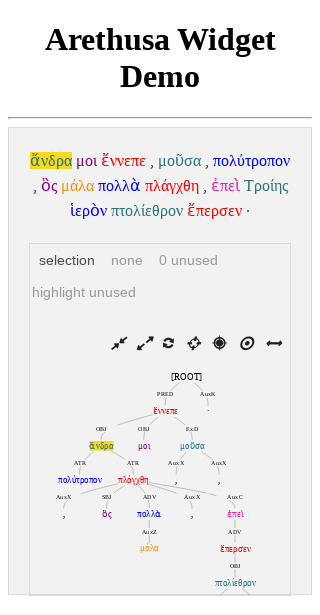 Arethusa Widget
Demo
ἄνδρα μοι ἔννεπε , μοῦσα , πολύτροπον
, ὃς μάλα πολλὰ πλάγχθη , ἐπεὶ Τροίης
ἱερὸν πτολίεθρον ἔπερσεν ·
selection none 0 unused
highlight unused
[ROOT]
PRED AuxK
ἔννεπε ·
OBJ OBJ ExD
ἄνδρα μοι μοῦσα
ATR ATR AuxX AuxX
πολύτροπον πλάγχθη , ,
AuxX SBJ ADV AuxX AuxC
, ὃς πολλὰ , ἐπεὶ
AuxZ ADV
μάλα ἔπερσεν
OBJ
πτολίεθρον